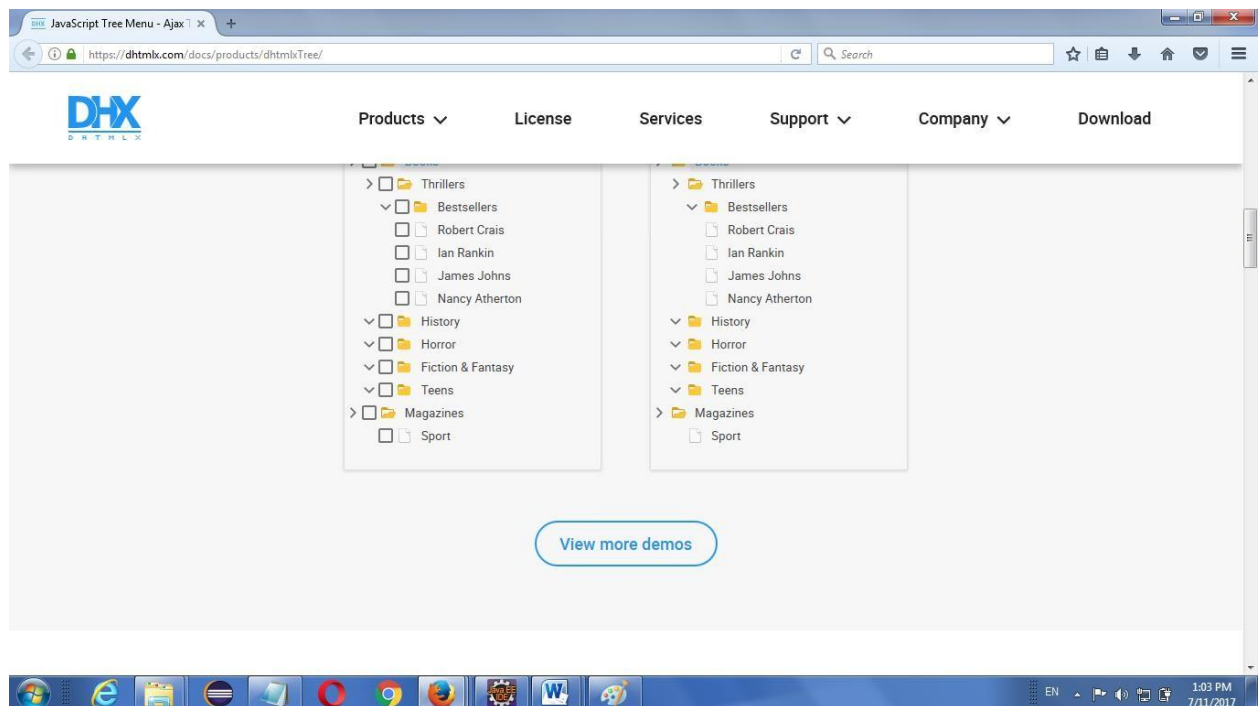 JavaScript Tree Menu - Ajax T
https://dhtmlx.com/docs/products/dhtmlxTree/
Search
DHX
DHTMLX
Products
License
Services
Support
Company
Download
Thrillers
Bestsellers
Robert Crais
Ian Rankin
James Johns
Nancy Atherton
History
Horror
Fiction & Fantasy
Teens
Magazines
Sport
Thrillers
Bestsellers
Robert Crais
Ian Rankin
James Johns
Nancy Atherton
History
Horror
Fiction & Fantasy
Teens
Magazines
Sport
View more demos
Java EE
IDE
W
EN
1:03 PM
7/11/2017